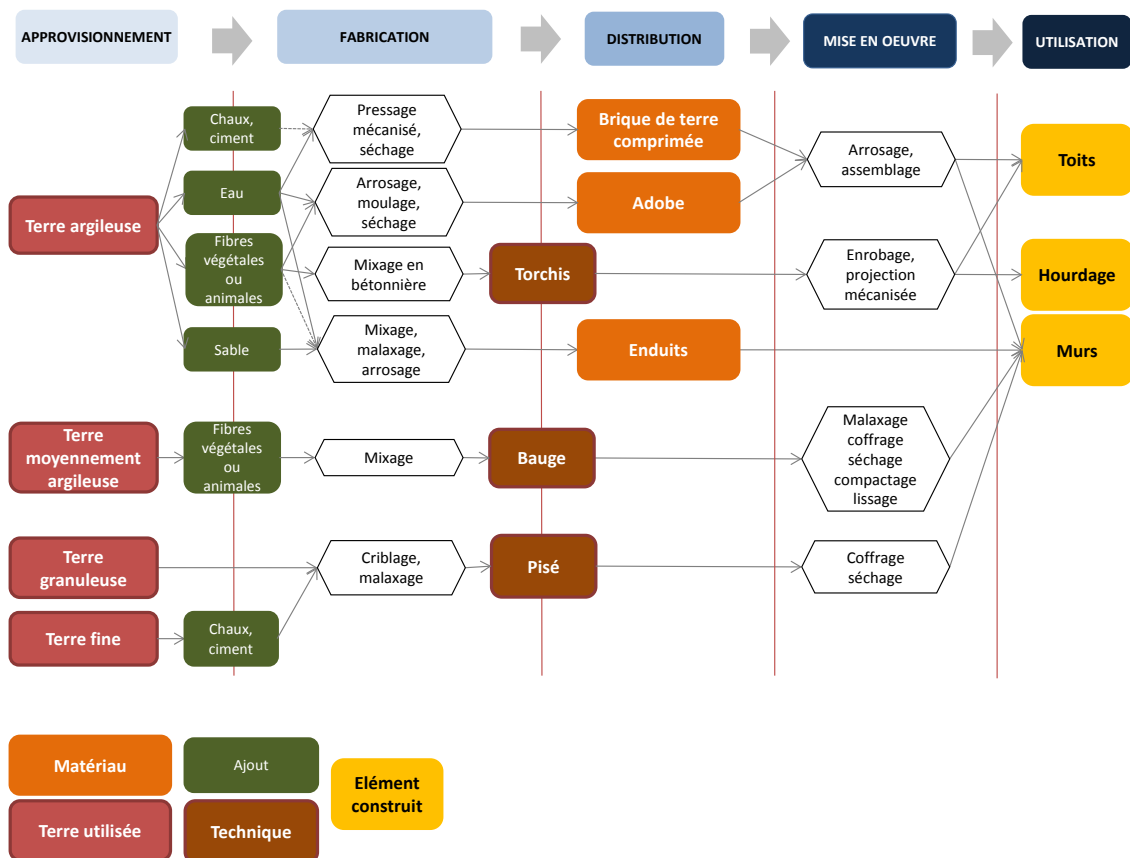 APPROVISIONNEMENT
FABRICATION
DISTRIBUTION
MISE EN OEUVRE
UTILISATION
Terre argileuse
Chaux,
ciment
Eau
Fibres
végétales
ou
animales
Sable
Pressage
mécanisé,
séchage
Arrosage,
moulage,
séchage
Mixage en
bétonnière
Mixage,
malaxage,
arrosage
Brique de terre
comprimée
Adobe
Torchis
Enduits
Arrosage,
assemblage
Enrobage,
projection
mécanisée
Toits
Hourdage
Murs
Terre
moyennement
argileuse
Fibres
végétales
ou
animales
Mixage
Bauge
Malaxage
coffrage
séchage
compactage
lissage
Terre
granuleuse
Criblage,
malaxage
Pisé
Coffrage
séchage
Terre fine
Chaux,
ciment
Matériau
Ajout
Elément
construit
Terre utilisée
Technique